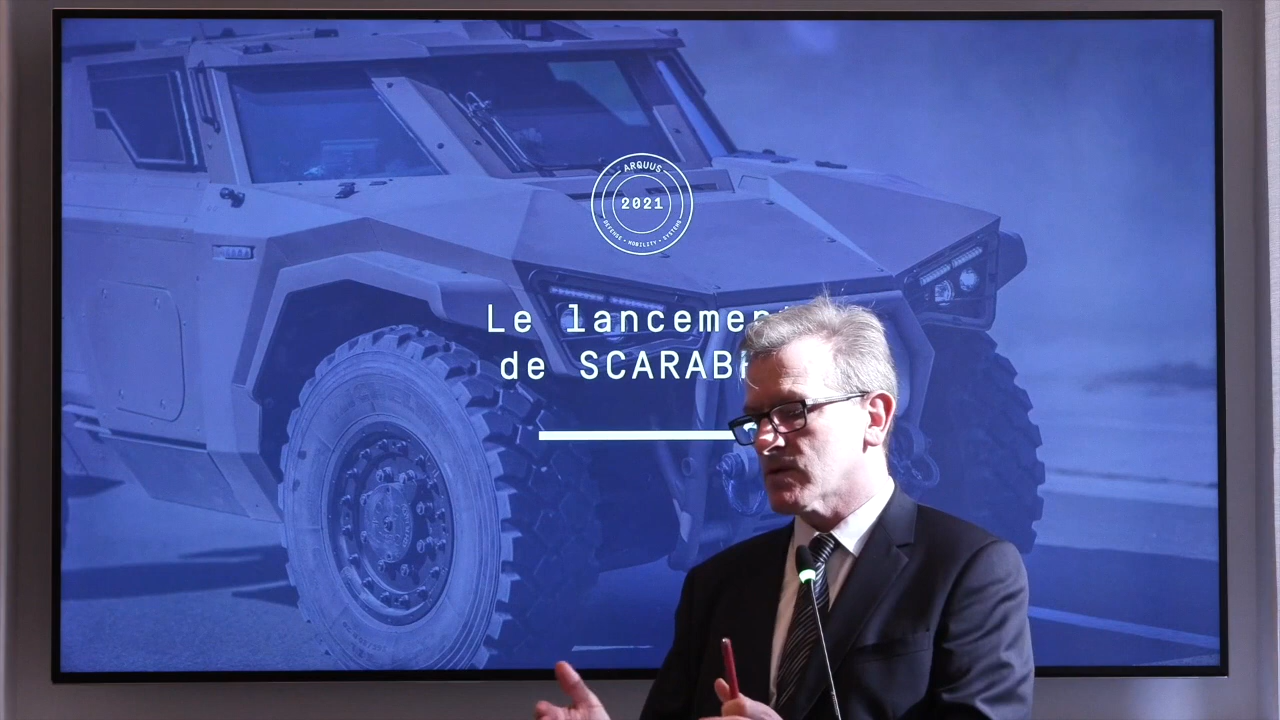 ARQUUS
2021
DEFENSE • MOBILITY • SYSTEMS
Le lancemen
de SCARAB